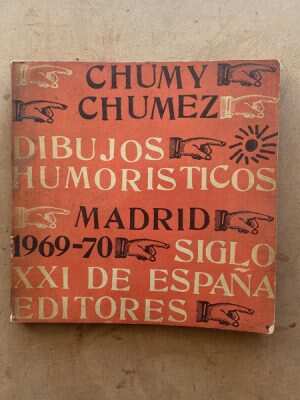 CHUMY
CHUMEZ
DIBUJOS
HUMORISTICOS
MADRID
1969-70 SIGLO
XXI DE ESPAÑA
EDITORES